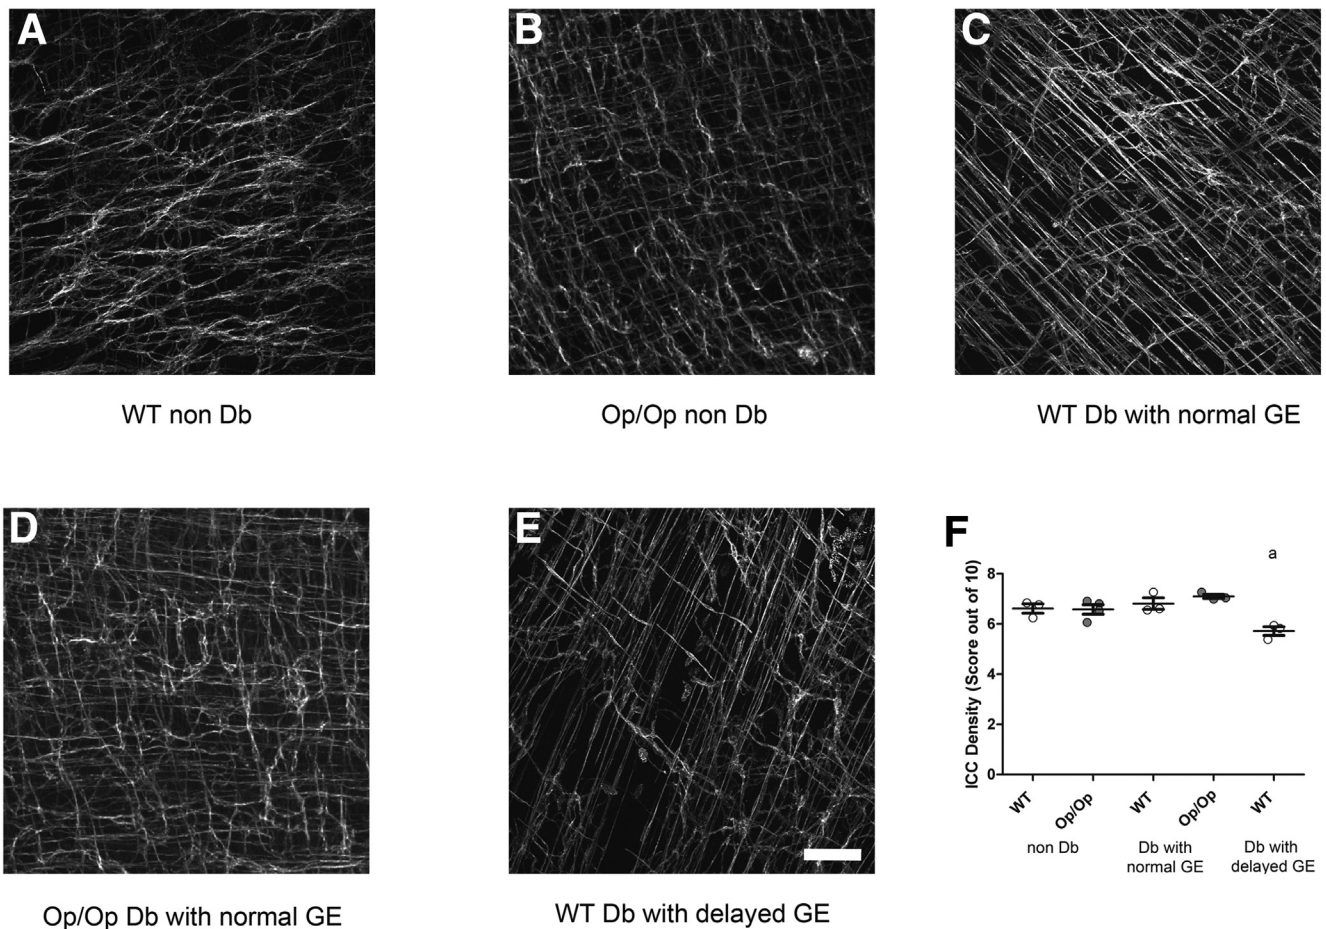 A
B
C
WT non Db
Op/Op non Db
WT Db with normal GE
D
E
F
a
ICC Density (Score out of 10)
8
6
4
2
0
WT
Op/Op
WT
Op/Op
WT
non Db
Db with
normal GE
Db with
delayed GE
Op/Op Db with normal GE
WT Db with delayed GE